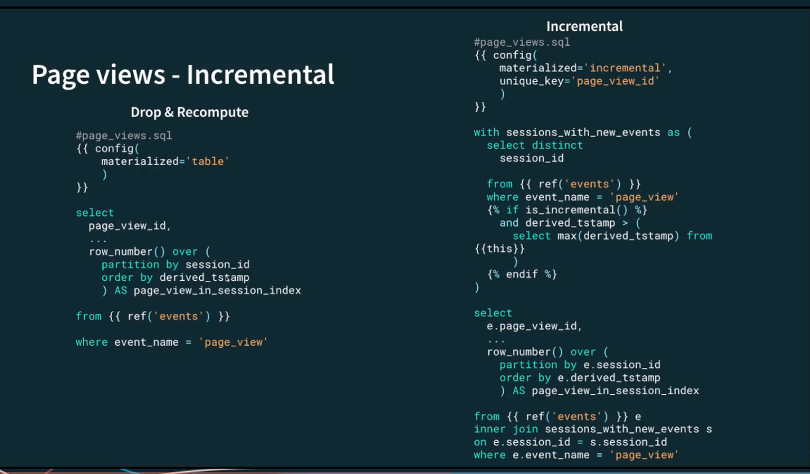 Page views - Incremental
Drop & Recompute
#page_views.sql
{{ config(
materialized='table'
)
}}
select
page_view_id,
...
row_number() over (
partition by session_id
order by derived_tstamp
) AS page_view_in_session_index
from {{ ref('events') }}
where event_name = 'page_view'
Incremental
#page_views.sql
{{ config(
materialized='incremental',
unique_key='page_view_id'
)
}}
with sessions_with_new_events as (
select distinct
session_id
from {{ ref('events') }}
where event_name = 'page_view'
{% if is_incremental() %}
and derived_tstamp > (
select max(derived_tstamp) from
{{this}}
)
{% endif %}
)
select
e.page_view_id,
...
row_number() over (
partition by e.session_id
order by e.derived_tstamp
) AS page_view_in_session_index
from {{ ref('events') }} e
inner join sessions_with_new_events s
on e.session_id = s.session_id
where e.event_name = 'page_view'